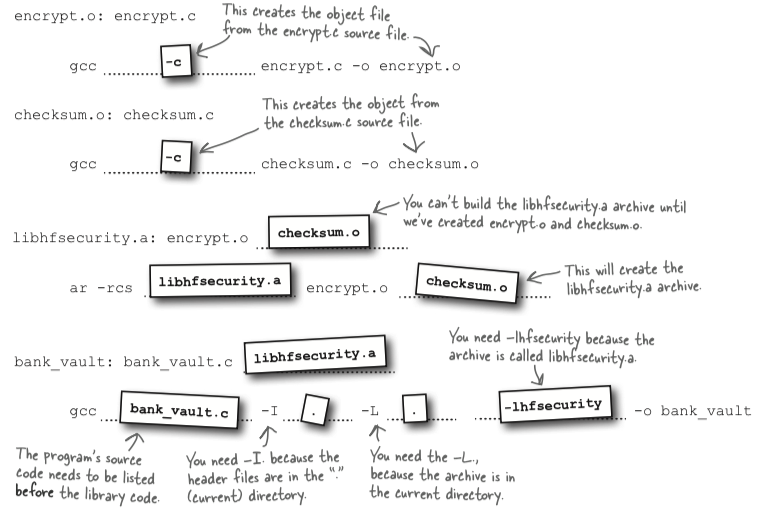 encrypt.o: encrypt.c
This creates the object file
from the encrypt.c source file.
gcc -c encrypt.c -o encrypt.o
checksum.o: checksum.c
This creates the object from
the checksum.c source file.
gcc -c checksum.c -o checksum.o
You can't build the libhfsecurity.a archive until
we've created encrypt.o and checksum.o.
libhfsecurity.a: encrypt.o checksum.o
ar -rcs libhfsecurity.a encrypt.o checksum.o
This will create the
libhfsecurity.a archive.
You need -lhfsecurity because the
archive is called libhfsecurity.a.
bank_vault: bank_vault.c libhfsecurity.a
gcc bank_vault.c -I . -L . -lhfsecurity -o bank_vault
The program's source
code needs to be listed
before the library code.
You need -I. because the
header files are in the "."
(current) directory.
You need the -L.,
because the archive is in
the current directory.